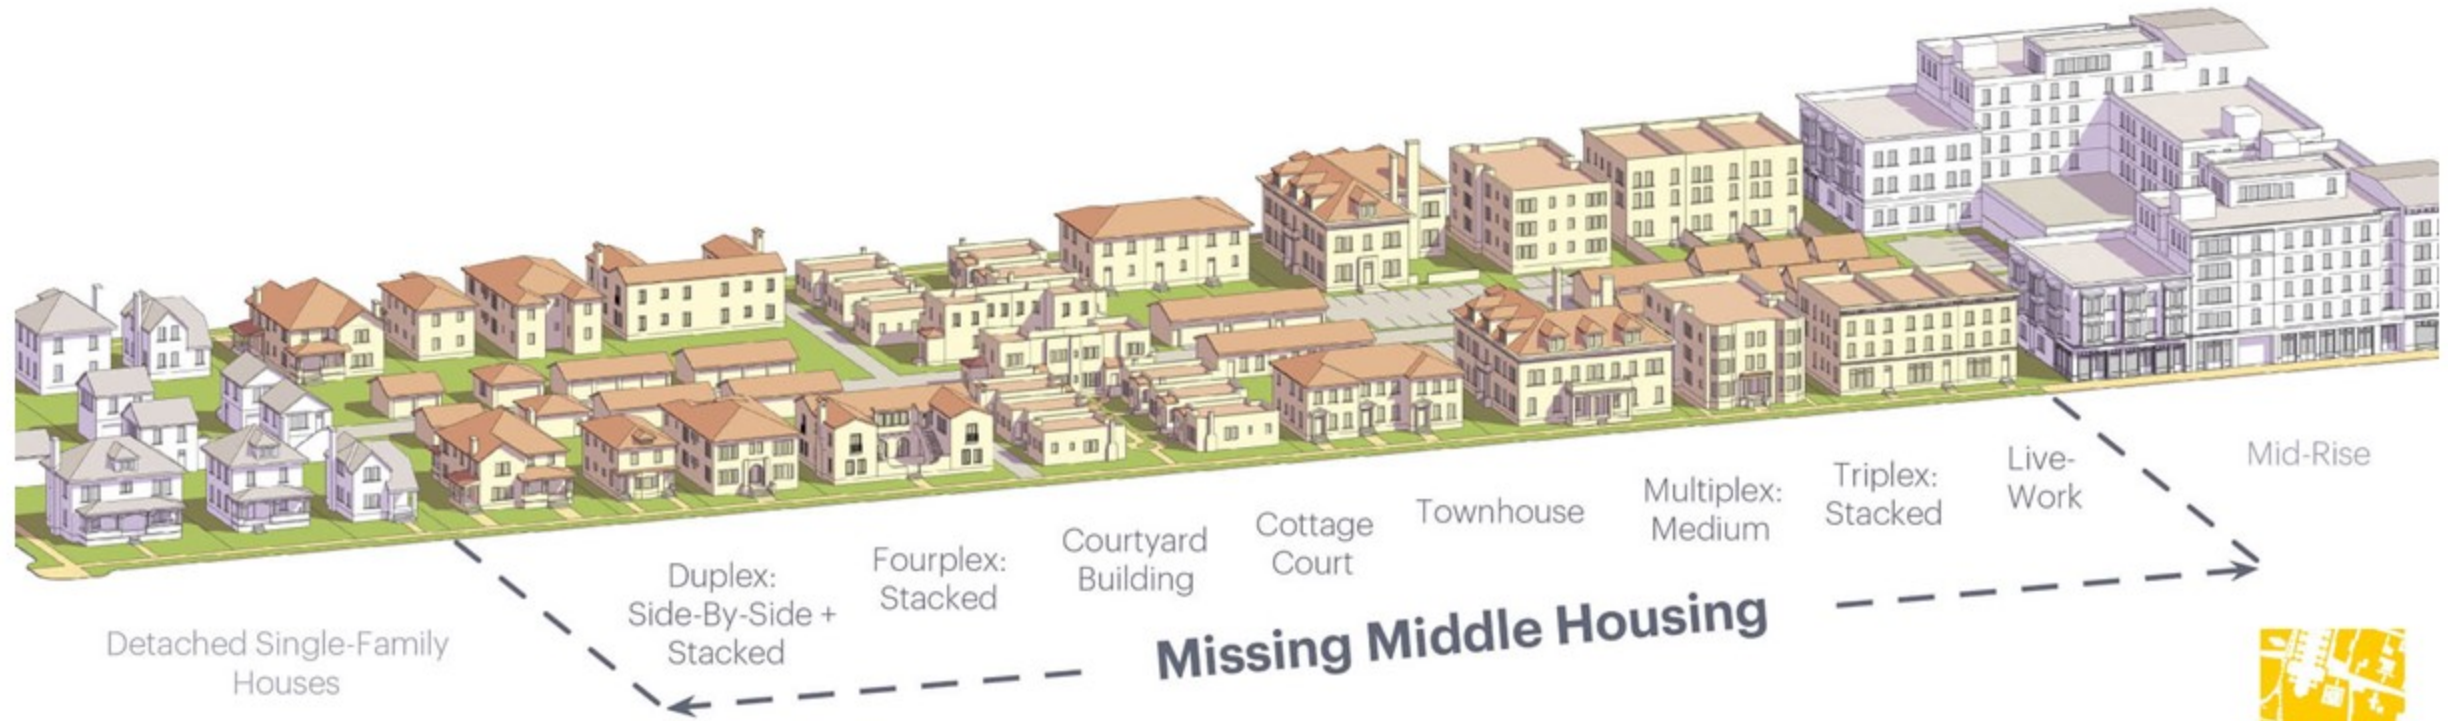 Detached Single-Family
Houses
Duplex:
Side-By-Side +
Stacked
Fourplex:
Stacked
Courtyard
Building
Cottage
Court
Townhouse
Multiplex:
Medium
Triplex:
Stacked
Live-
Work
Mid-Rise
Missing Middle Housing